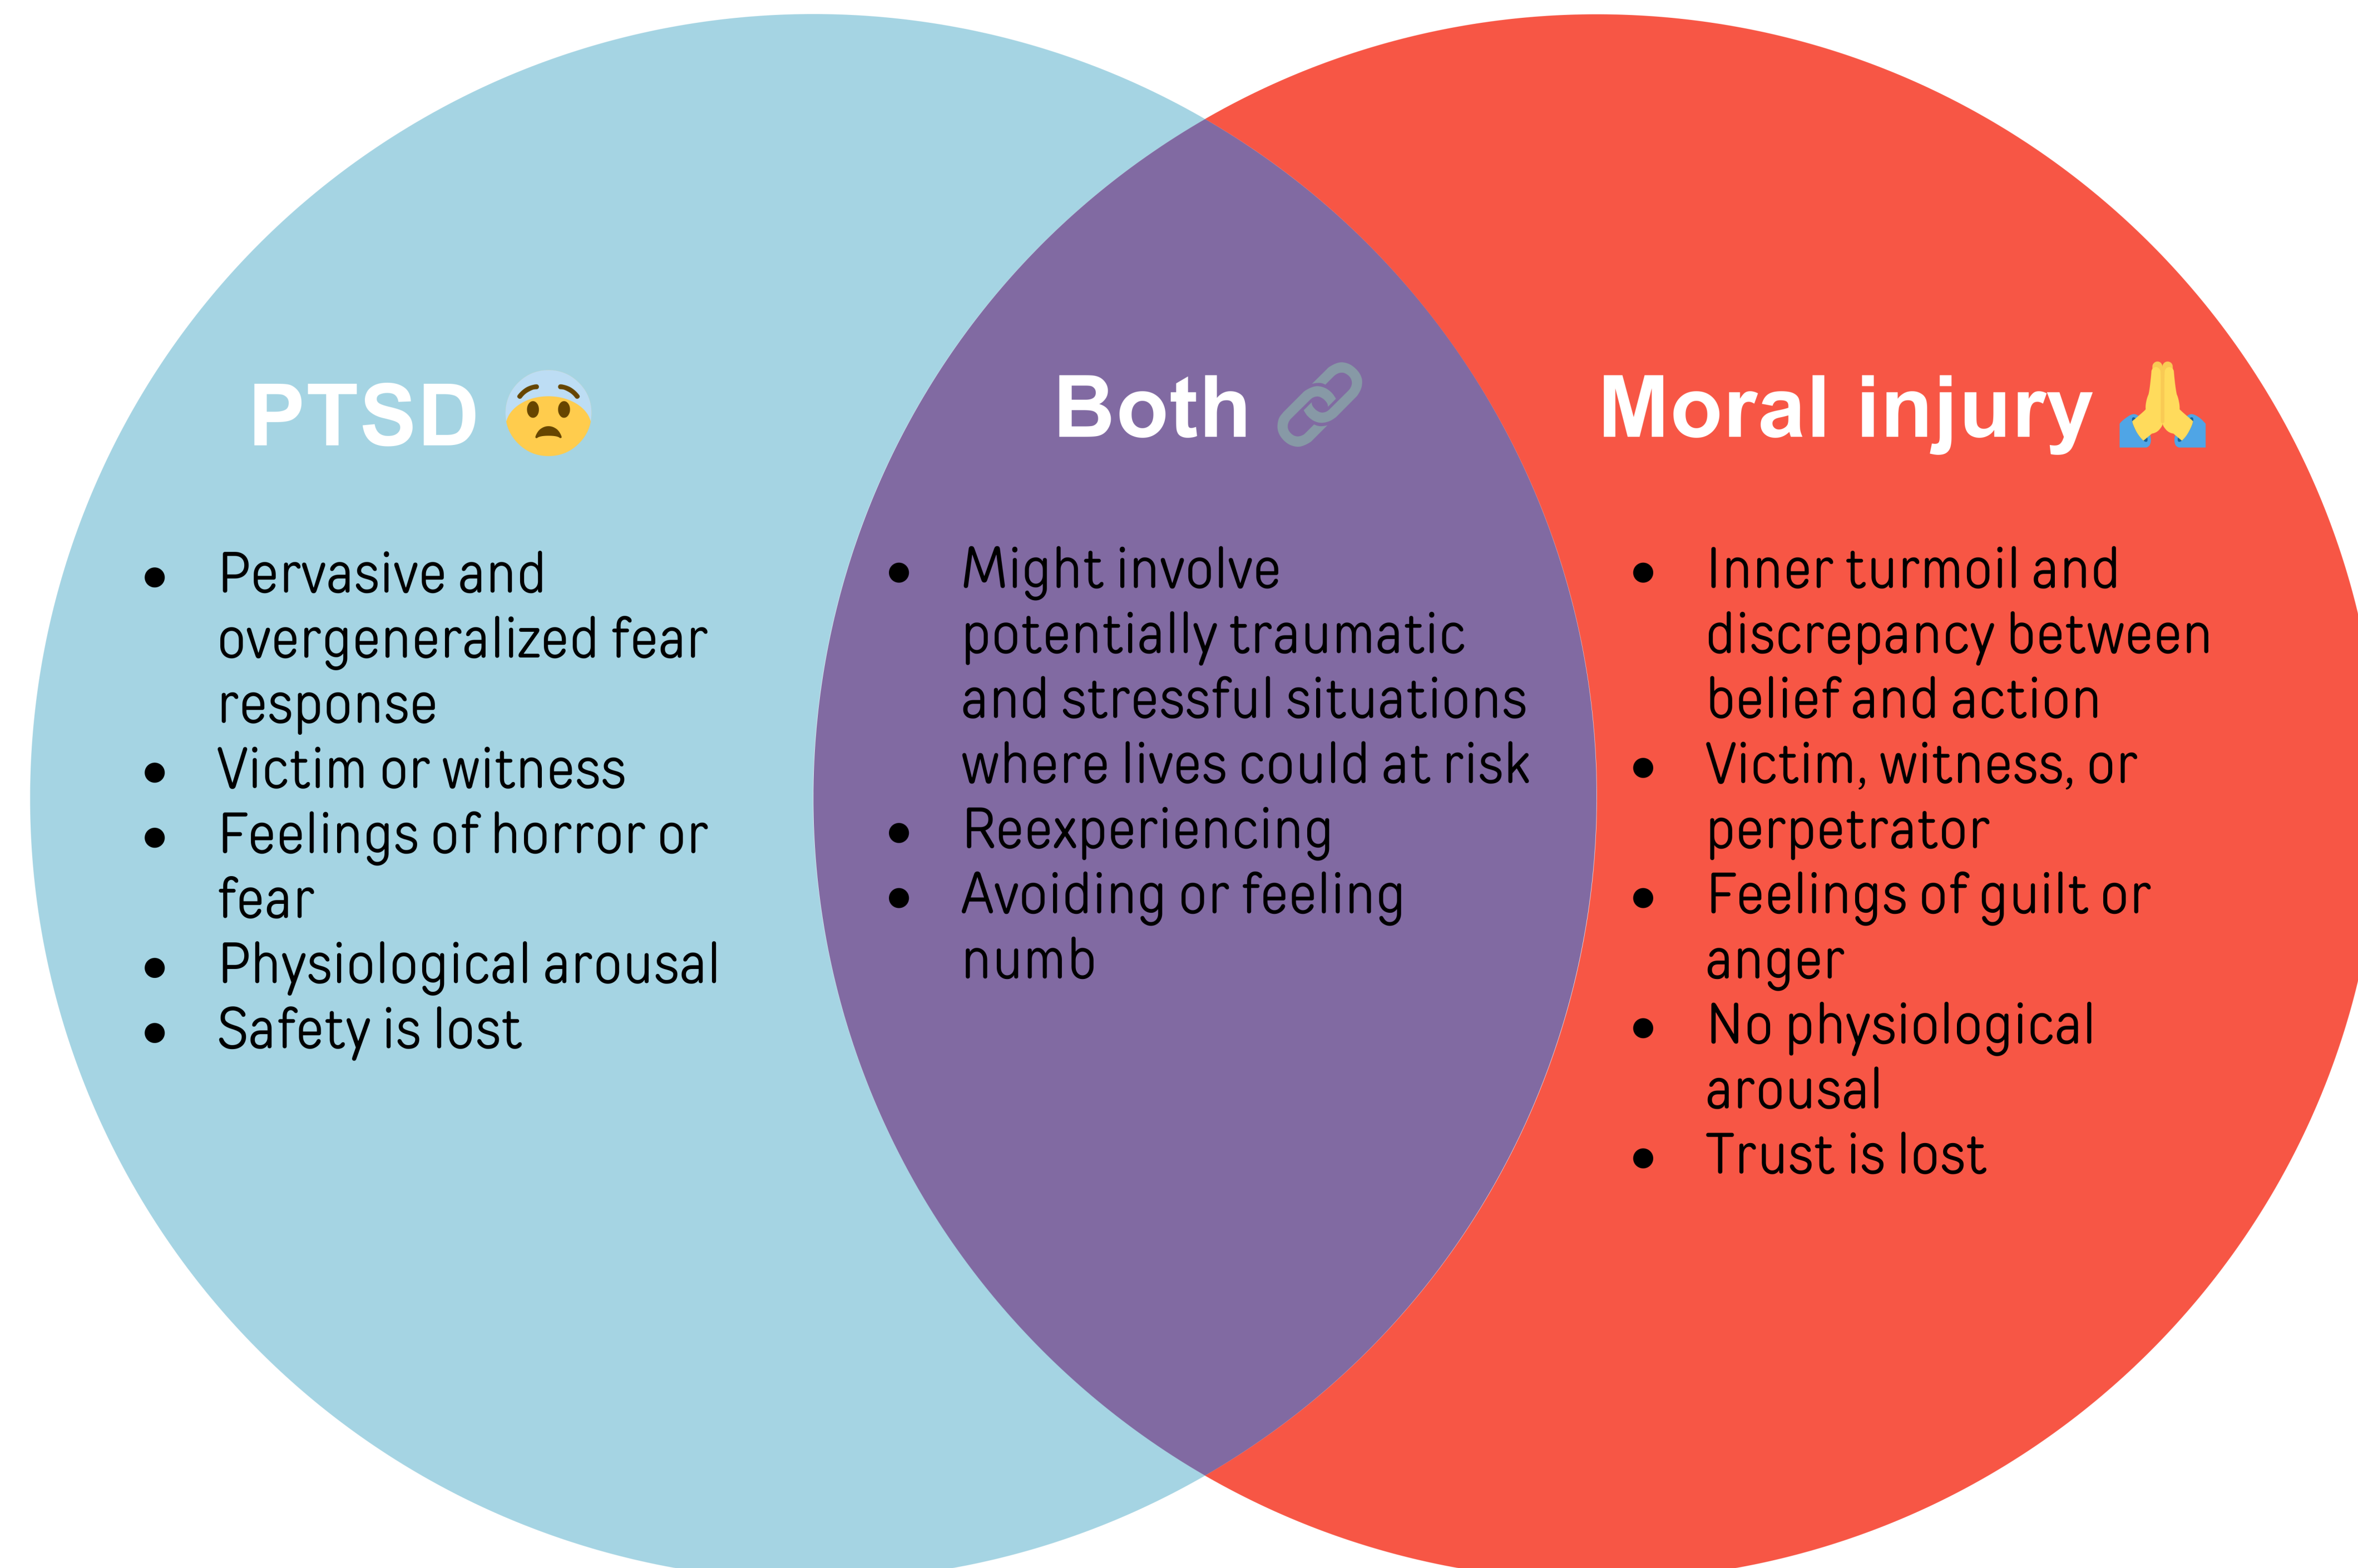 PTSD 😨
• Pervasive and
overgeneralized fear
response
• Victim or witness
• Feelings of horror or
fear
• Physiological arousal
• Safety is lost
Both 🔗
• Might involve
potentially traumatic
and stressful situations
where lives could at risk
• Reexperiencing
• Avoiding or feeling
numb
Moral injury 🙏
• Inner turmoil and
discrepancy between
belief and action
• Victim, witness, or
perpetrator
• Feelings of guilt or
anger
• No physiological
arousal
• Trust is lost